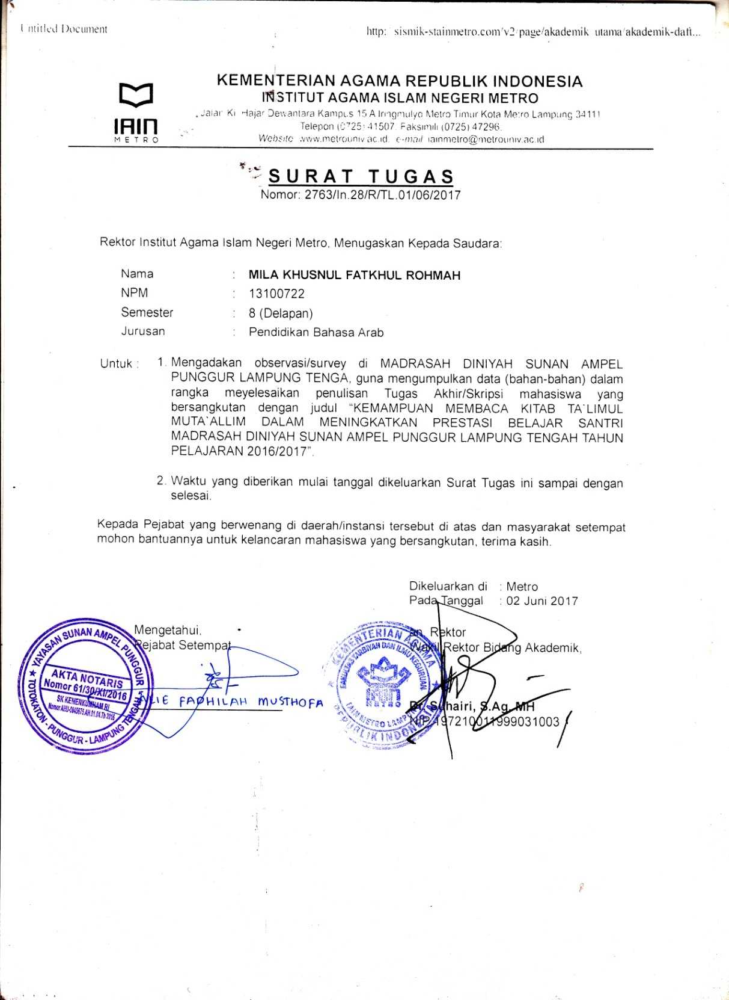 Untitled Document
http: sismik-stainmetro.com/v2/page/akademik utama/akademik-daft...
KEMENTERIAN AGAMA REPUBLIK INDONESIA
INSTITUT AGAMA ISLAM NEGERI METRO
Jalan Ki Hajar Dewantara Kampus 15 A Iringmulyo Metro Timur Kota Metro Lampung 34111
Telepon (0725) 41507; Faksimili (0725) 47296;
Website www.metrouniv.ac.id; e-mail iainmetro@metrouniv.ac.id
IAIN
METRO
SURAT TUGAS
Nomor: 2763/In.28/R/TL.01/06/2017
Rektor Institut Agama Islam Negeri Metro, Menugaskan Kepada Saudara:
Nama : MILA KHUSNUL FATKHUL ROHMAH
NPM : 13100722
Semester : 8 (Delapan)
Jurusan : Pendidikan Bahasa Arab
Untuk : 1. Mengadakan observasi/survey di MADRASAH DINIYAH SUNAN AMPEL
PUNGGUR LAMPUNG TENGA, guna mengumpulkan data (bahan-bahan) dalam
rangka meyelesaikan penulisan Tugas Akhir/Skripsi mahasiswa yang
bersangkutan dengan judul “KEMAMPUAN MEMBACA KITAB TA`LIMUL
MUTA`ALLIM DALAM MENINGKATKAN PRESTASI BELAJAR SANTRI
MADRASAH DINIYAH SUNAN AMPEL PUNGGUR LAMPUNG TENGAH TAHUN
PELAJARAN 2016/2017”.
2. Waktu yang diberikan mulai tanggal dikeluarkan Surat Tugas ini sampai dengan
selesai.
Kepada Pejabat yang berwenang di daerah/instansi tersebut di atas dan masyarakat setempat
mohon bantuannya untuk kelancaran mahasiswa yang bersangkutan, terima kasih.
Dikeluarkan di : Metro
Pada Tanggal : 02 Juni 2017
Mengetahui,
Pejabat Setempat
ALIE FADHILAH MUSTHOFA
YAYASAN SUNAN AMPEL PUNGGUR
AKTA NOTARIS
Nomor 61/30/XI/2016
SK KEMENKUMHAM.RI
TOTOKATON - PUNGGUR - LAMPUNG TENGAH
an. Rektor
Wakil Rektor Bidang Akademik,
KEMENTERIAN AGAMA
FAKULTAS TARBIYAH DAN ILMU KEGURUAN
IAIN
METRO
IAIN METRO LAMPUNG
REPUBLIK INDONESIA
Dr. Suhairi, S.Ag, MH
NIP 197210011999031003